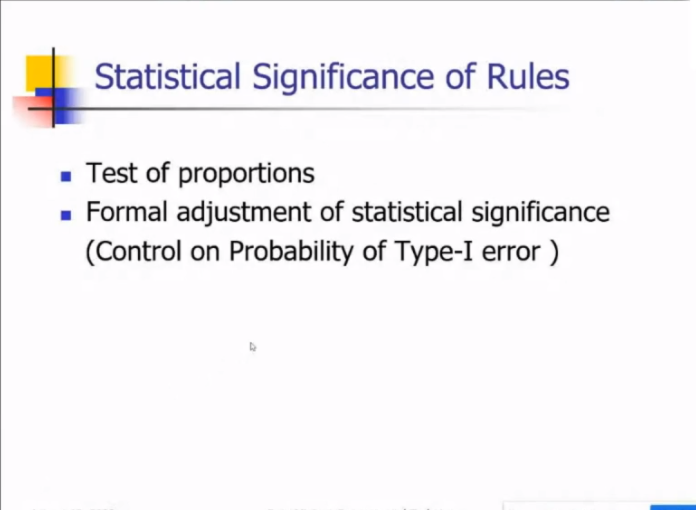 Statistical Significance of Rules
Test of proportions
Formal adjustment of statistical significance
(Control on Probability of Type-I error )